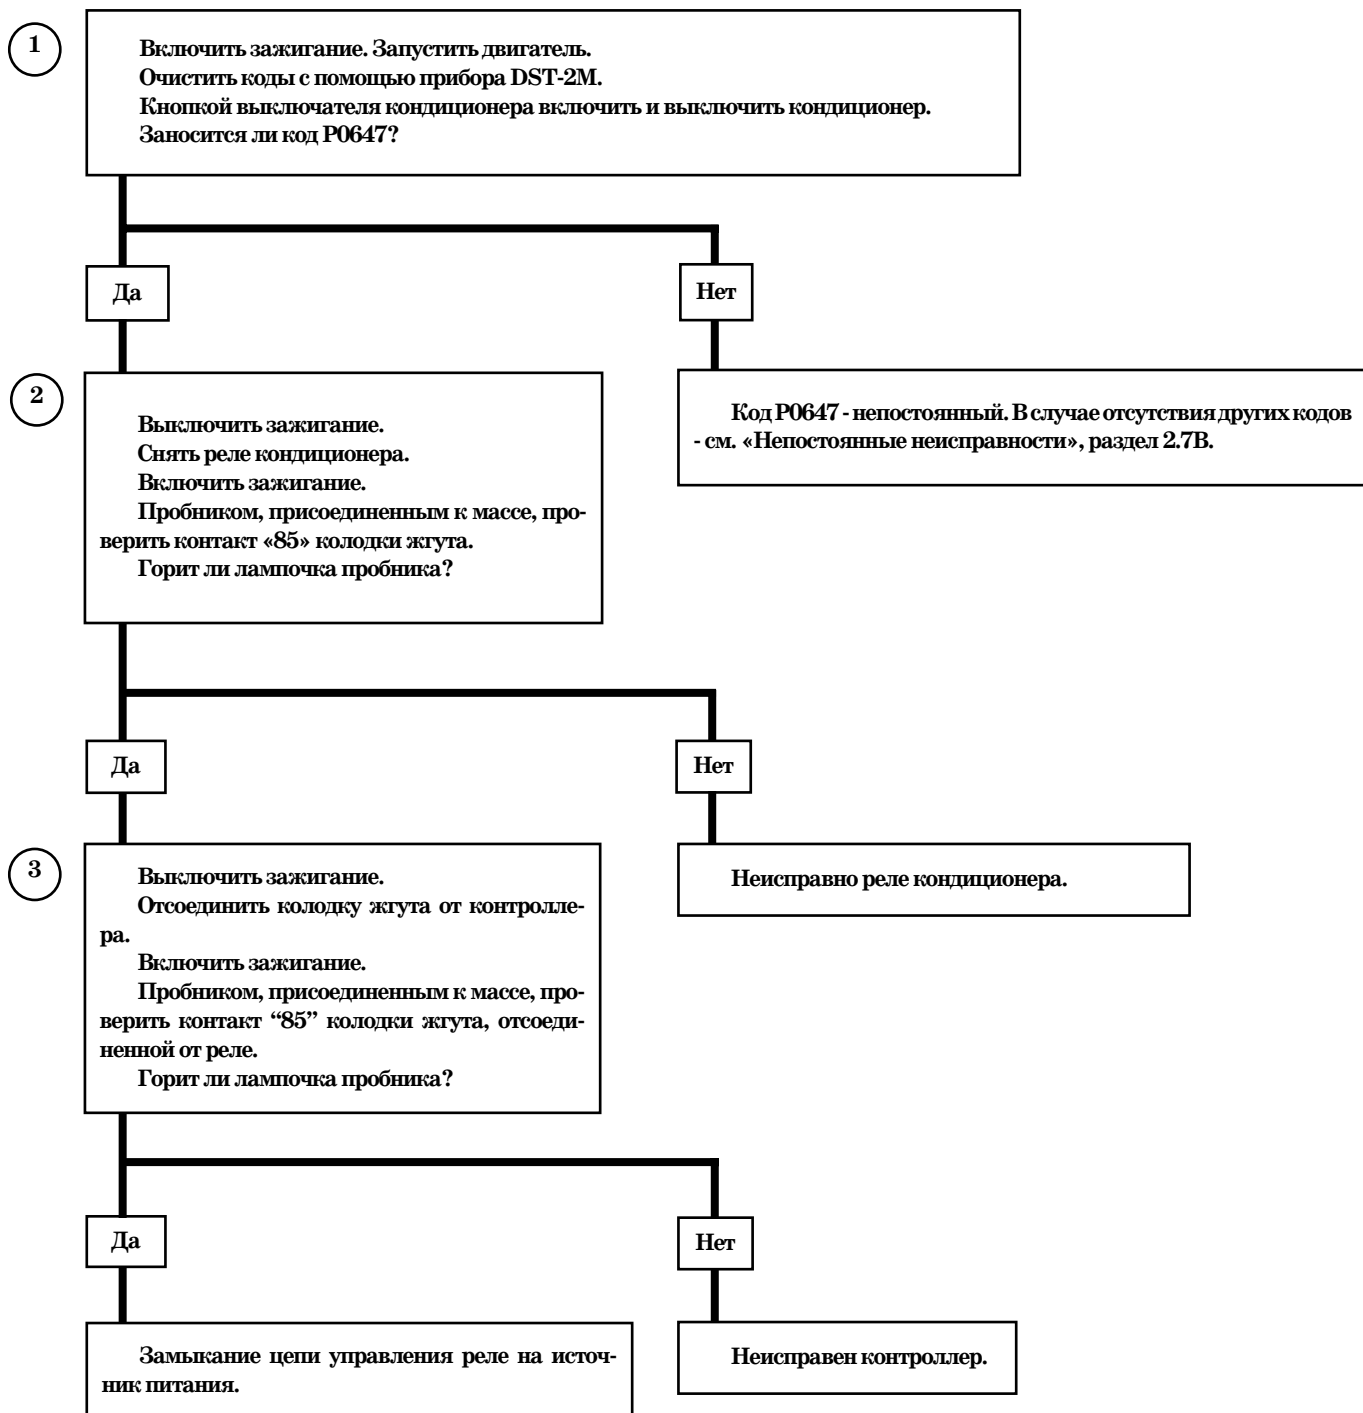 1
Включить зажигание. Запустить двигатель.
Очистить коды с помощью прибора DST-2M.
Кнопкой выключателя кондиционера включить и выключить кондиционер.
Заносится ли код P0647?
Да
Нет
2
Выключить зажигание.
Снять реле кондиционера.
Включить зажигание.
Пробником, присоединенным к массе, про-
верить контакт «85» колодки жгута.
Горит ли лампочка пробника?
Код P0647 - непостоянный. В случае отсутствия других кодов
- см. «Непостоянные неисправности», раздел 2.7В.
Да
Нет
3
Выключить зажигание.
Отсоединить колодку жгута от контролле-
ра.
Включить зажигание.
Пробником, присоединенным к массе, про-
верить контакт “85” колодки жгута, отсоеди-
ненной от реле.
Горит ли лампочка пробника?
Неисправно реле кондиционера.
Да
Нет
Замыкание цепи управления реле на источ-
ник питания.
Неисправен контроллер.